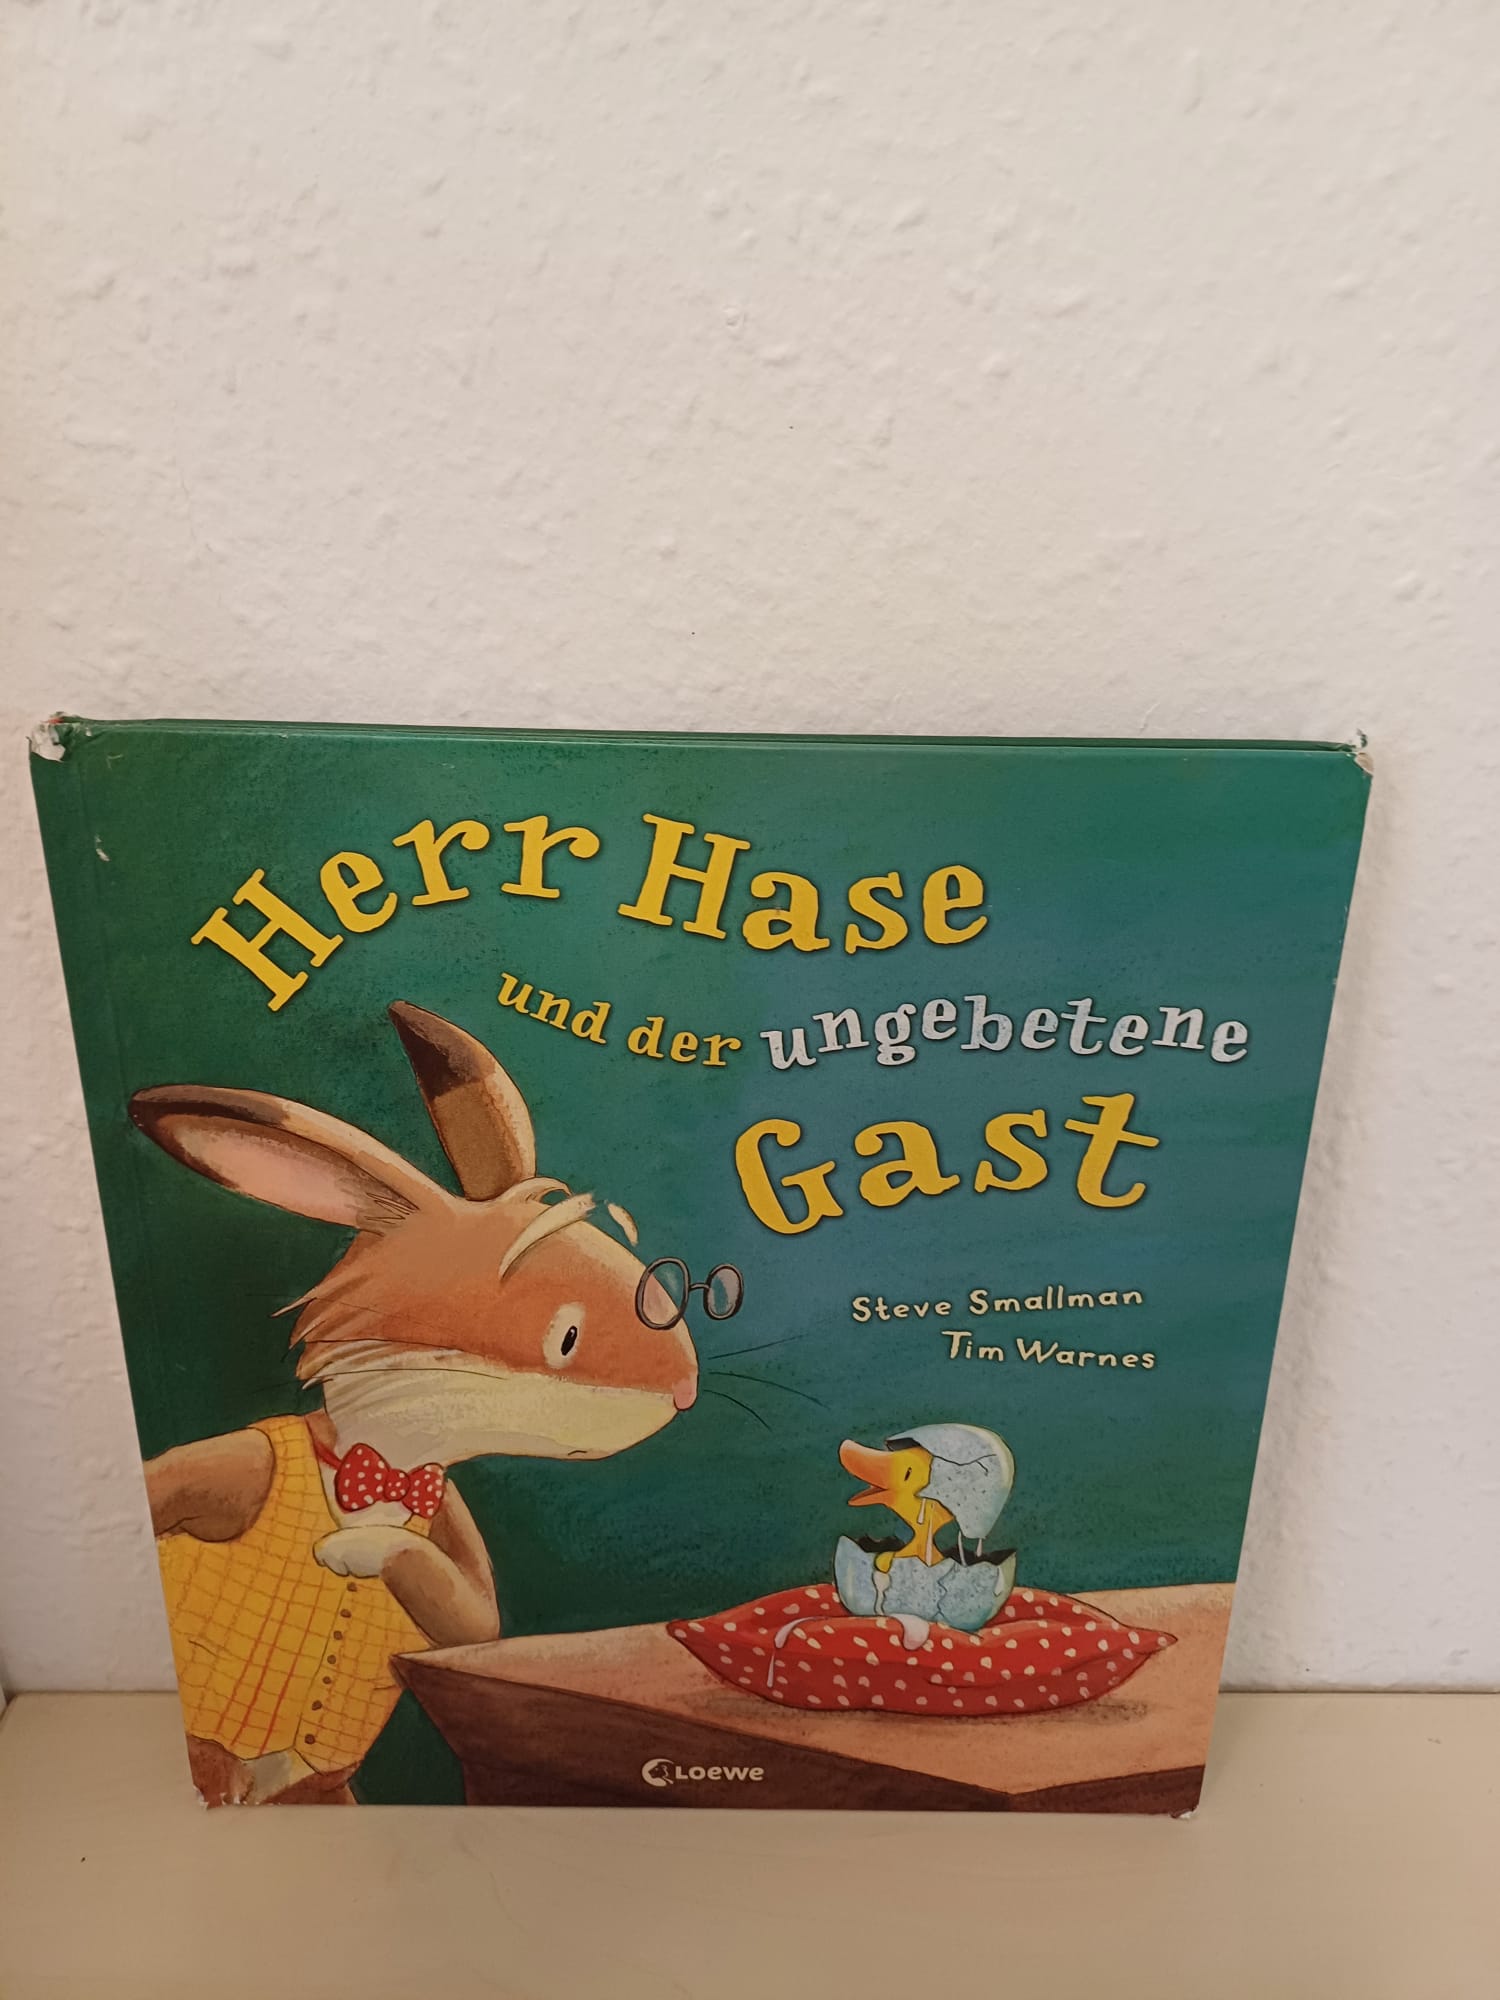 Herr Hase
und der ungebetene
Gast
Steve Smallman
Tim Warnes
Loewe